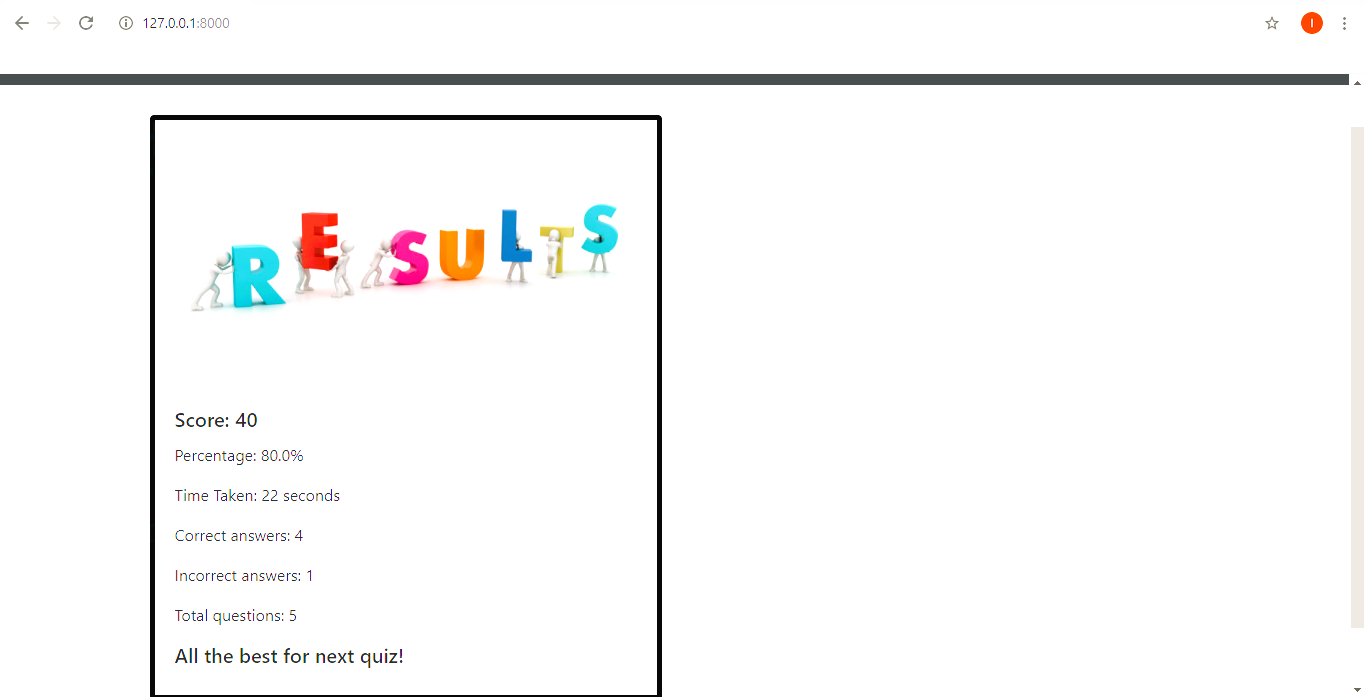 127.0.0.1:8000
I
RESULTS
Score: 40
Percentage: 80.0%
Time Taken: 22 seconds
Correct answers: 4
Incorrect answers: 1
Total questions: 5
All the best for next quiz!